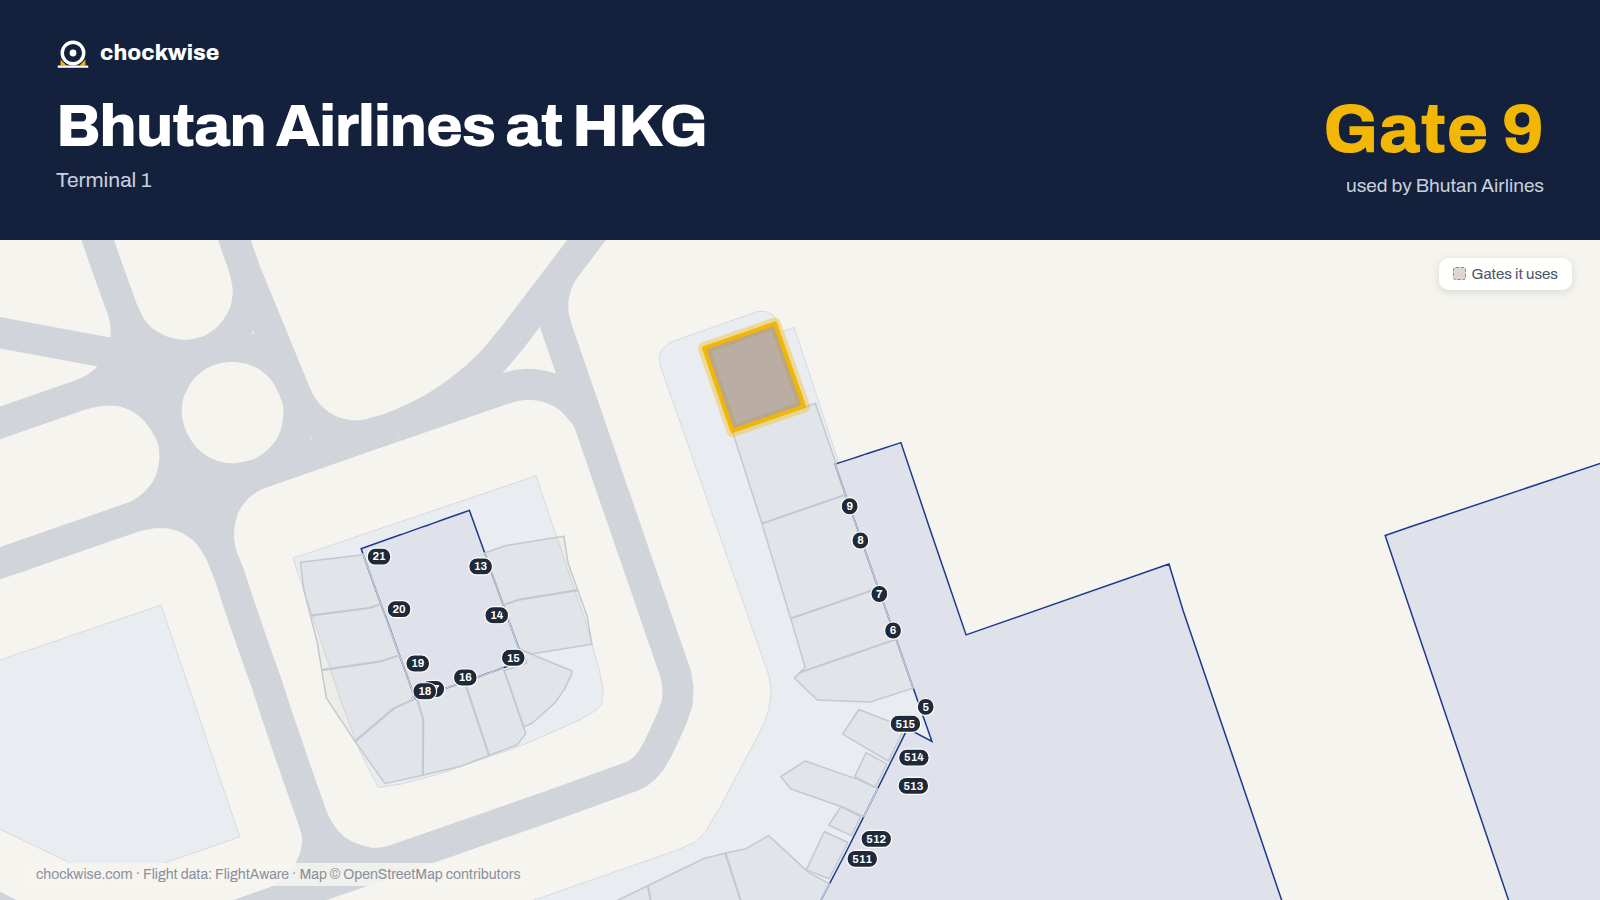 chockwise
Bhutan Airlines at HKG
Terminal 1
Gate 9
used by Bhutan Airlines
Gates it uses
9
8
21
13
7
20
14
6
15
19
16
18
5
515
514
513
512
511
chockwise.com · Flight data: FlightAware · Map © OpenStreetMap contributors